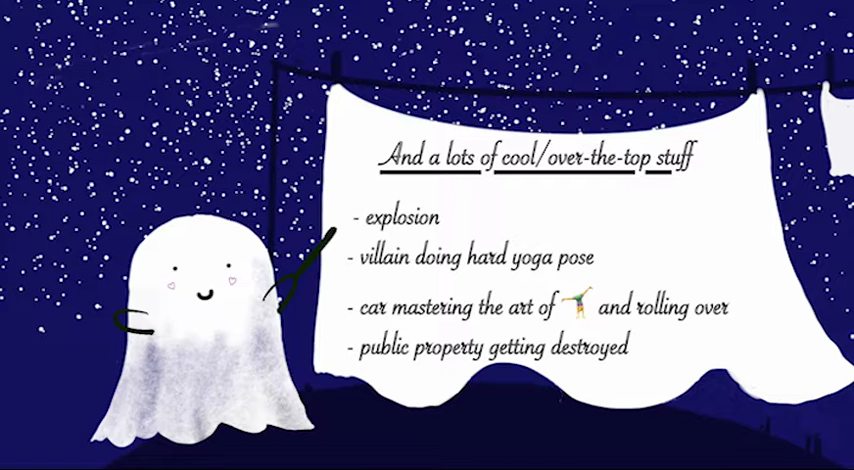 And a lots of cool/over-the-top stuff
- explosion
- villain doing hard yoga pose
- car mastering the art of 🤸 and rolling over
- public property getting destroyed